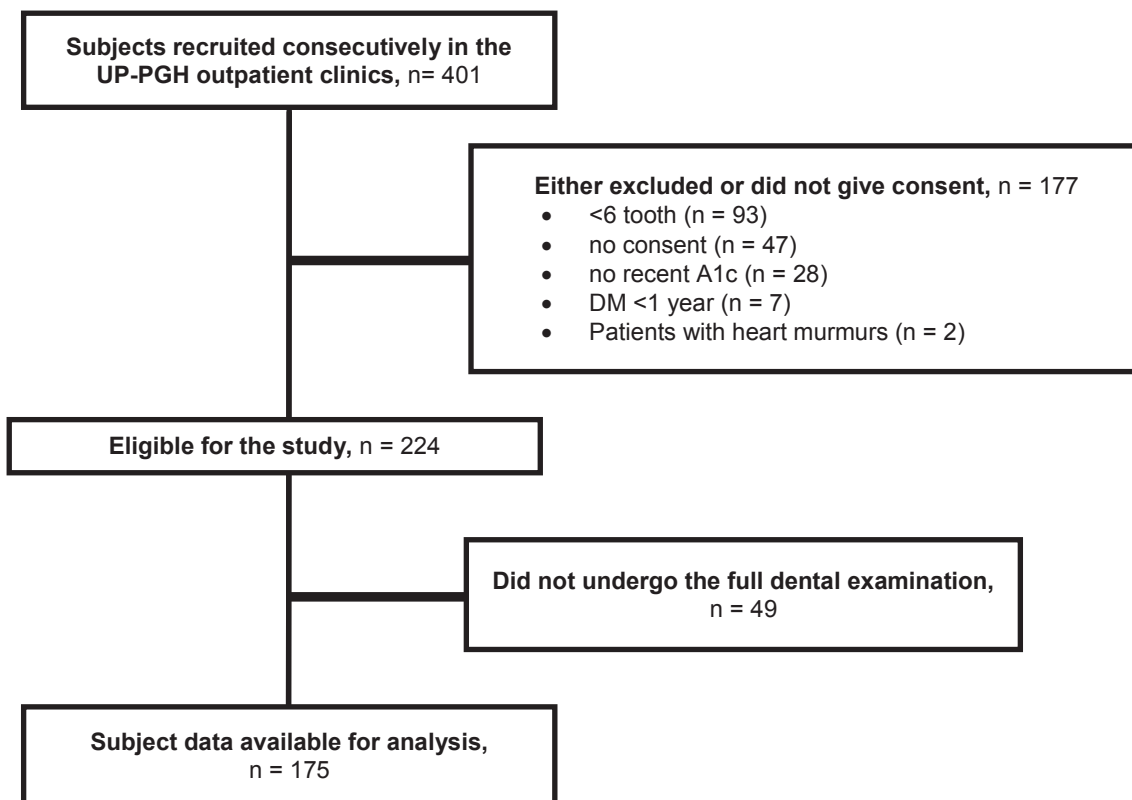 Subjects recruited consecutively in the
UP-PGH outpatient clinics, n= 401
Either excluded or did not give consent, n = 177
• <6 tooth (n = 93)
• no consent (n = 47)
• no recent A1c (n = 28)
• DM <1 year (n = 7)
• Patients with heart murmurs (n = 2)
Eligible for the study, n = 224
Did not undergo the full dental examination,
n = 49
Subject data available for analysis,
n = 175